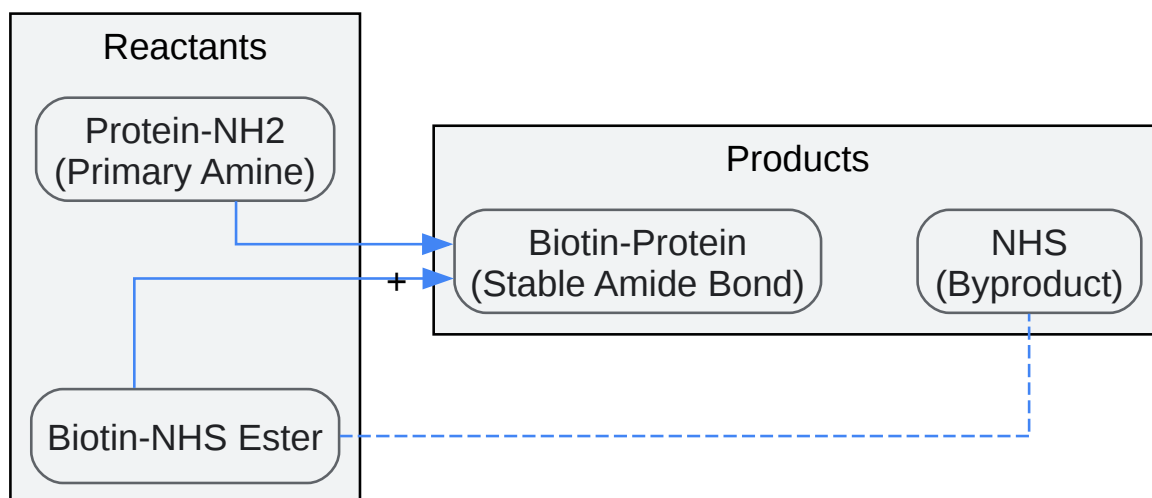 Reactants
Protein-NH2
(Primary Amine)
Products
Biotin-Protein
(Stable Amide Bond)
NHS
(Byproduct)
+
Biotin-NHS Ester